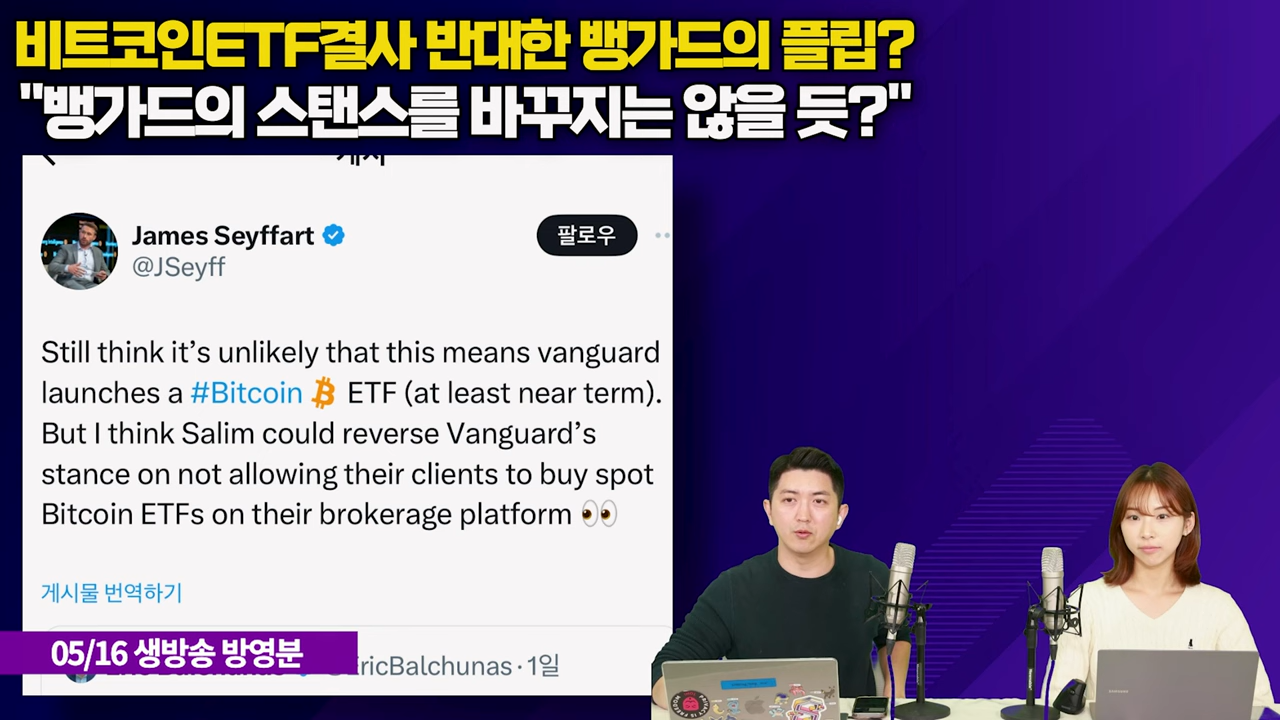 비트코인ETF결사 반대한 뱅가드의 플립?
"뱅가드의 스탠스를 바꾸지는 않을 듯?"
James Seyffart
@JSeyff
팔로우
Still think it's unlikely that this means vanguard
launches a #Bitcoin ₿ ETF (at least near term).
But I think Salim could reverse Vanguard's
stance on not allowing their clients to buy spot
Bitcoin ETFs on their brokerage platform 👀
게시물 번역하기
05/16 생방송 방영분
EricBalchunas · 1일
SAMSUNG